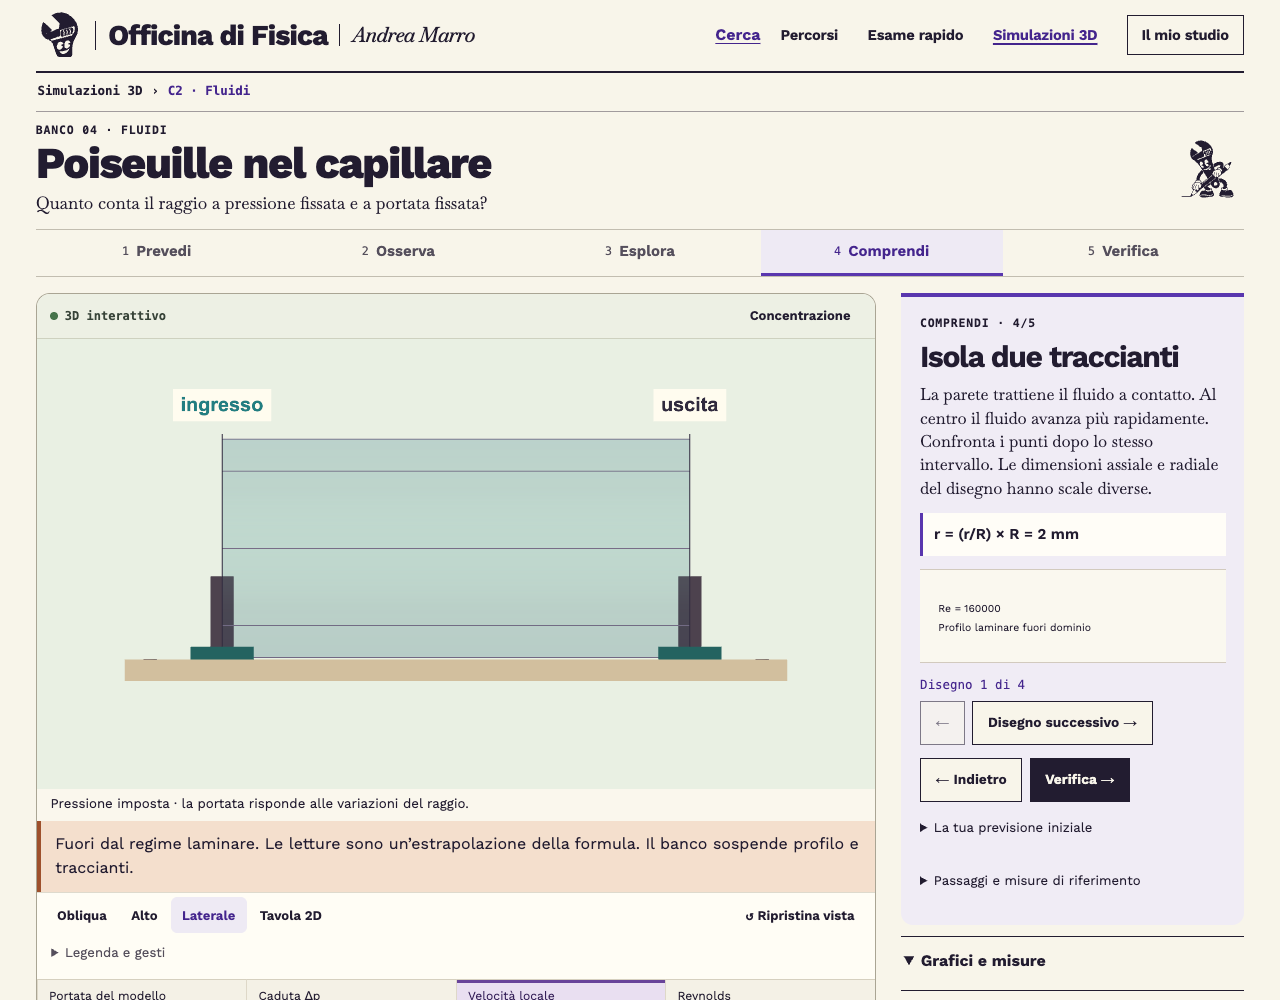 Officina di Fisica
Andrea Marro
Cerca
Percorsi
Esame rapido
Simulazioni 3D
Il mio studio
Simulazioni 3D › C2 · Fluidi
BANCO 04 · FLUIDI
Poiseuille nel capillare
Quanto conta il raggio a pressione fissata e a portata fissata?
1 Prevedi
2 Osserva
3 Esplora
4 Comprendi
5 Verifica
3D interattivo
Concentrazione
ingresso
uscita
Pressione imposta · la portata risponde alle variazioni del raggio.
Fuori dal regime laminare. Le letture sono un’estrapolazione della formula. Il banco sospende profilo e
traccianti.
Obliqua
Alto
Laterale
Tavola 2D
↺ Ripristina vista
▶ Legenda e gesti
Portata del modello
Caduta Δp
Velocità locale
Reynolds
COMPRENDI · 4/5
Isola due traccianti
La parete trattiene il fluido a contatto. Al
centro il fluido avanza più rapidamente.
Confronta i punti dopo lo stesso
intervallo. Le dimensioni assiale e radiale
del disegno hanno scale diverse.
r = (r/R) × R = 2 mm
Re = 160000
Profilo laminare fuori dominio
Disegno 1 di 4
←
Disegno successivo →
← Indietro
Verifica →
▶ La tua previsione iniziale
▶ Passaggi e misure di riferimento
▼ Grafici e misure